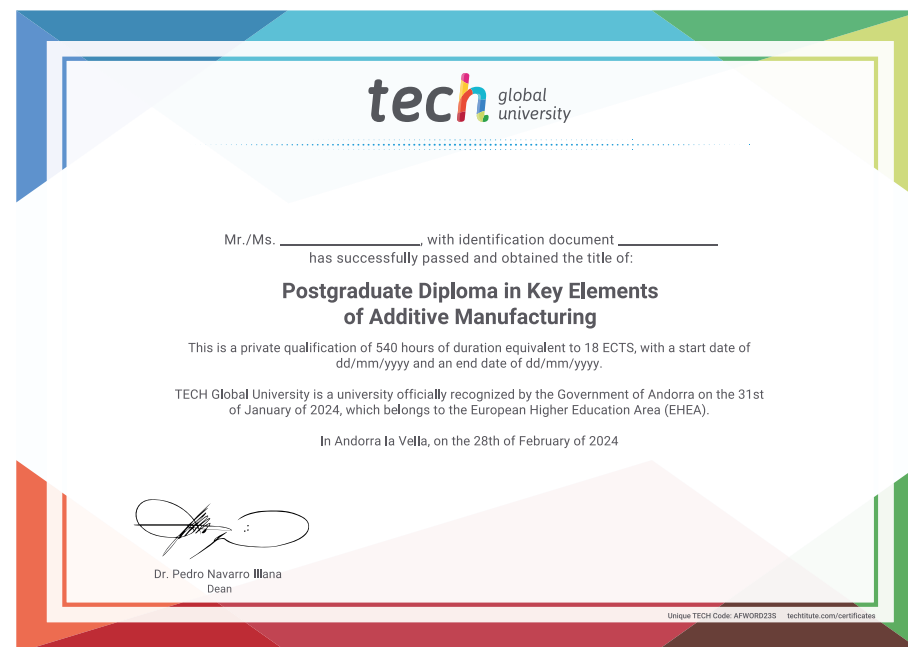 tech global
university
Mr./Ms. ____________________, with identification document ______________
has successfully passed and obtained the title of:
Postgraduate Diploma in Key Elements
of Additive Manufacturing
This is a private qualification of 540 hours of duration equivalent to 18 ECTS, with a start date of
dd/mm/yyyy and an end date of dd/mm/yyyy.
TECH Global University is a university officially recognized by the Government of Andorra on the 31st
of January of 2024, which belongs to the European Higher Education Area (EHEA).
In Andorra la Vella, on the 28th of February of 2024
Dr. Pedro Navarro Illana
Dean
Unique TECH Code: AFWORD23S techtitute.com/certificates